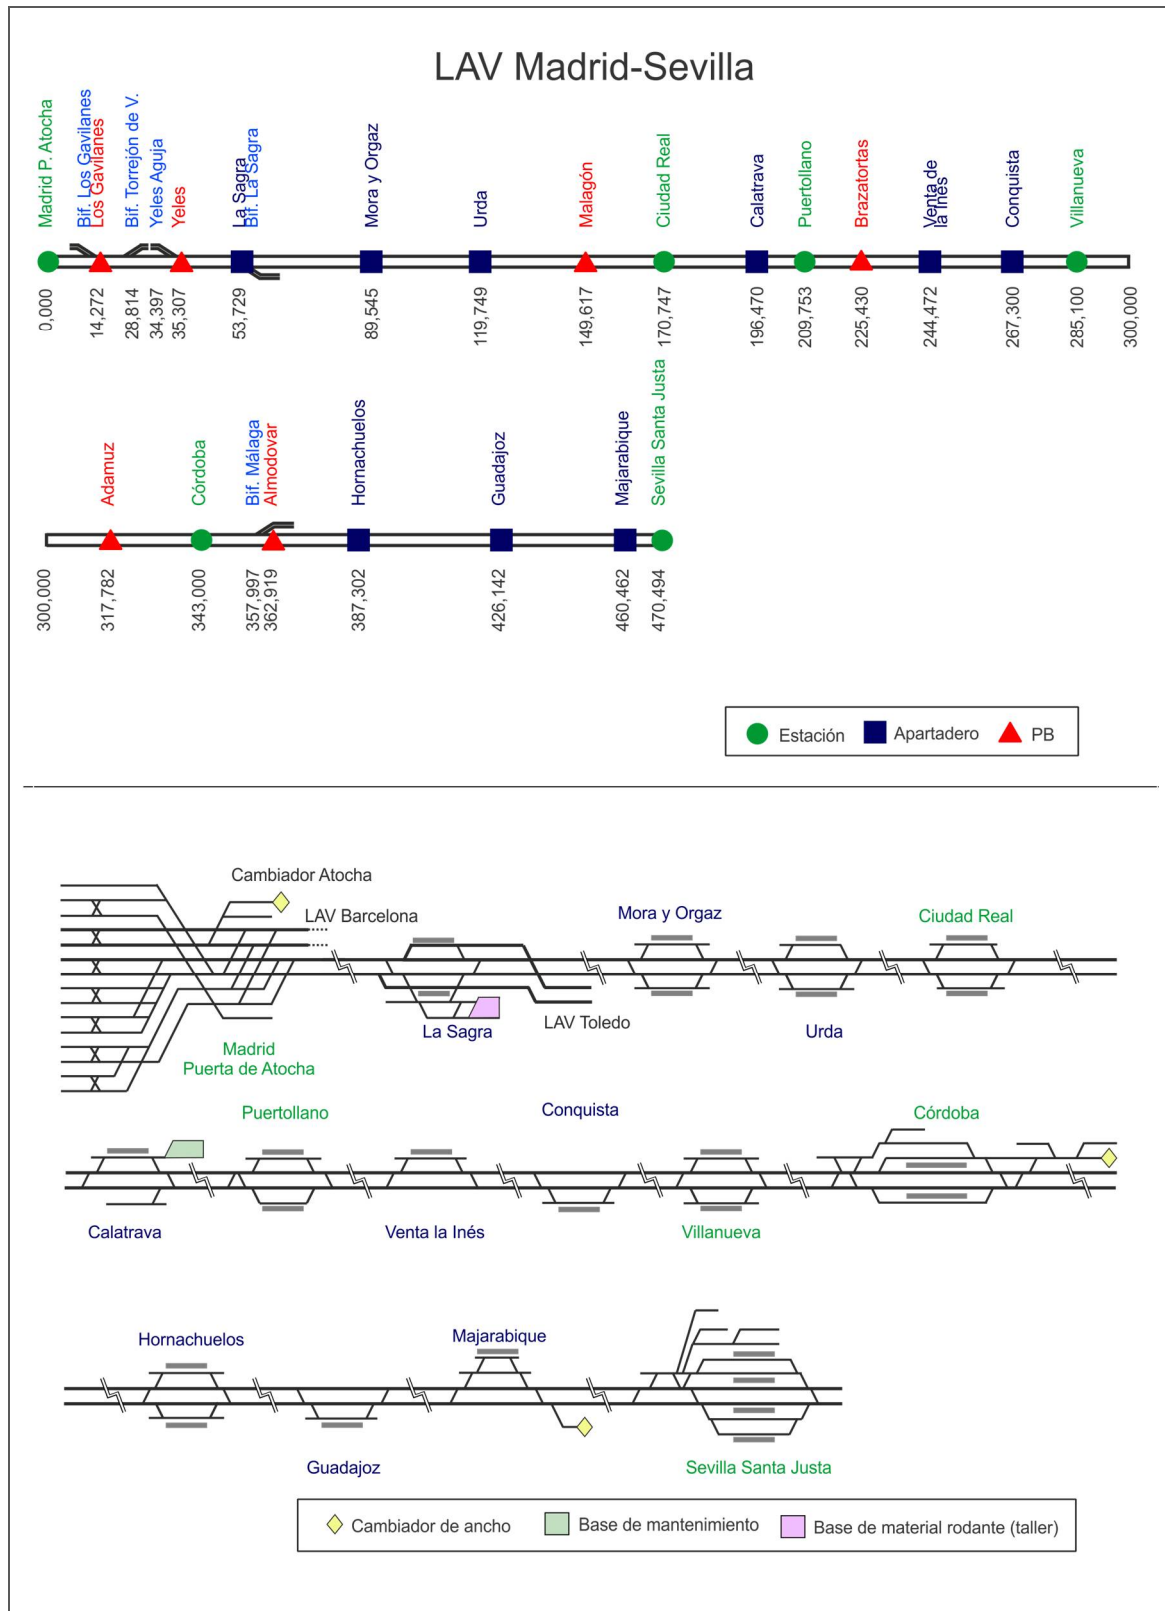 LAV Madrid-Sevilla
Madrid P. Atocha
Bif. Los Gavilanes
Los Gavilanes
Bif. Torrejón de V.
Yeles Aguja
Yeles
La Sagra
Bif. La Sagra
Mora y Orgaz
Urda
Malagón
Ciudad Real
Calatrava
Puertollano
Brazatortas
Venta de
la Inés
Conquista
Villanueva
0,000
14,272
28,814
34,397
35,307
53,729
89,545
119,749
149,617
170,747
196,470
209,753
225,430
244,472
267,300
285,100
300,000
Adamuz
Córdoba
Bif. Málaga
Almodovar
Hornachuelos
Guadajoz
Majarabique
Sevilla Santa Justa
300,000
317,782
343,000
357,997
362,919
387,302
426,142
460,462
470,494
Estación
Apartadero
PB
Cambiador Atocha
LAV Barcelona
Mora y Orgaz
Ciudad Real
La Sagra
LAV Toledo
Urda
Madrid
Puerta de Atocha
Puertollano
Conquista
Córdoba
Calatrava
Venta la Inés
Villanueva
Hornachuelos
Majarabique
Guadajoz
Sevilla Santa Justa
Cambiador de ancho
Base de mantenimiento
Base de material rodante (taller)